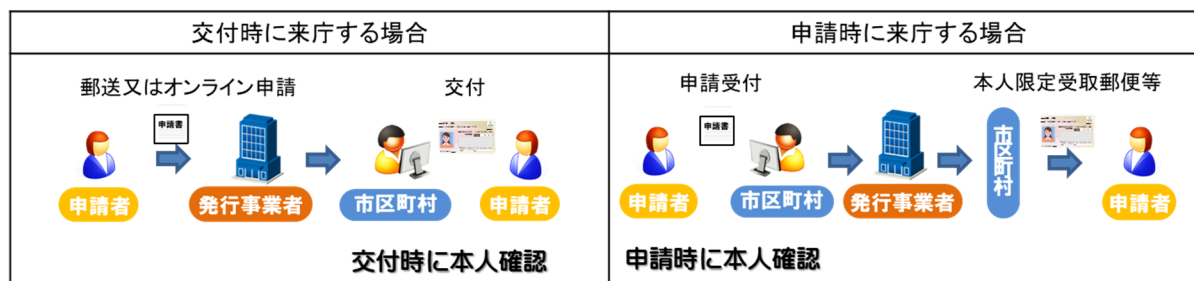 交付時に来庁する場合
郵送又はオンライン申請
交付
申請書
申請者
発行事業者
市区町村
申請者
交付時に本人確認
申請時に来庁する場合
申請受付
本人限定受取郵便等
申請書
申請者
市区町村
発行事業者
市区町村
申請者
申請時に本人確認